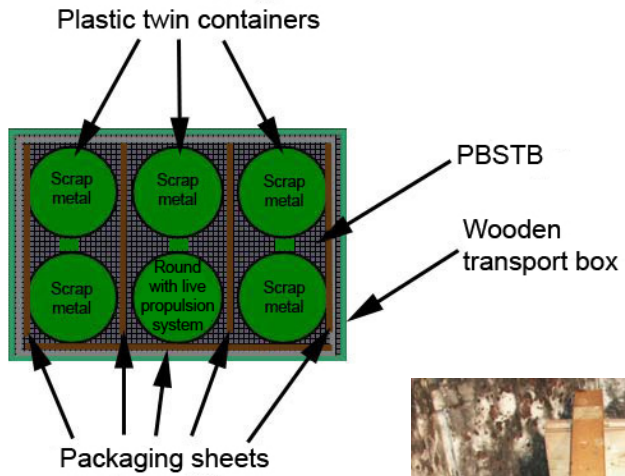 Plastic twin containers
Scrap
metal
Scrap
metal
Scrap
metal
PBSTB
Wooden
transport box
Scrap
metal
Round
with live
propulsion
system
Scrap
metal
Packaging sheets